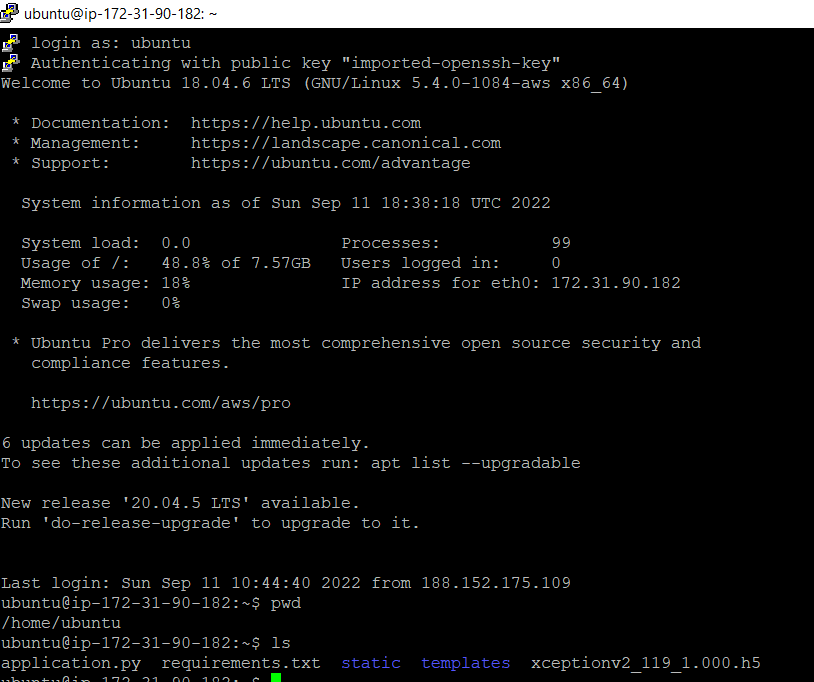 ubuntu@ip-172-31-90-182: ~
login as: ubuntu
Authenticating with public key "imported-openssh-key"
Welcome to Ubuntu 18.04.6 LTS (GNU/Linux 5.4.0-1084-aws x86_64)
* Documentation:  https://help.ubuntu.com
* Management:     https://landscape.canonical.com
* Support:        https://ubuntu.com/advantage
System information as of Sun Sep 11 18:38:18 UTC 2022
System load:  0.0               Processes:           99
Usage of /:   48.8% of 7.57GB   Users logged in:     0
Memory usage: 18%               IP address for eth0: 172.31.90.182
Swap usage:   0%
* Ubuntu Pro delivers the most comprehensive open source security and
compliance features.
https://ubuntu.com/aws/pro
6 updates can be applied immediately.
To see these additional updates run: apt list --upgradable
New release '20.04.5 LTS' available.
Run 'do-release-upgrade' to upgrade to it.
Last login: Sun Sep 11 10:44:40 2022 from 188.152.175.109
ubuntu@ip-172-31-90-182:~$ pwd
/home/ubuntu
ubuntu@ip-172-31-90-182:~$ ls
application.py  requirements.txt  static  templates  xceptionv2_119_1.000.h5
ubuntu@ip-172-31-90-182:~$